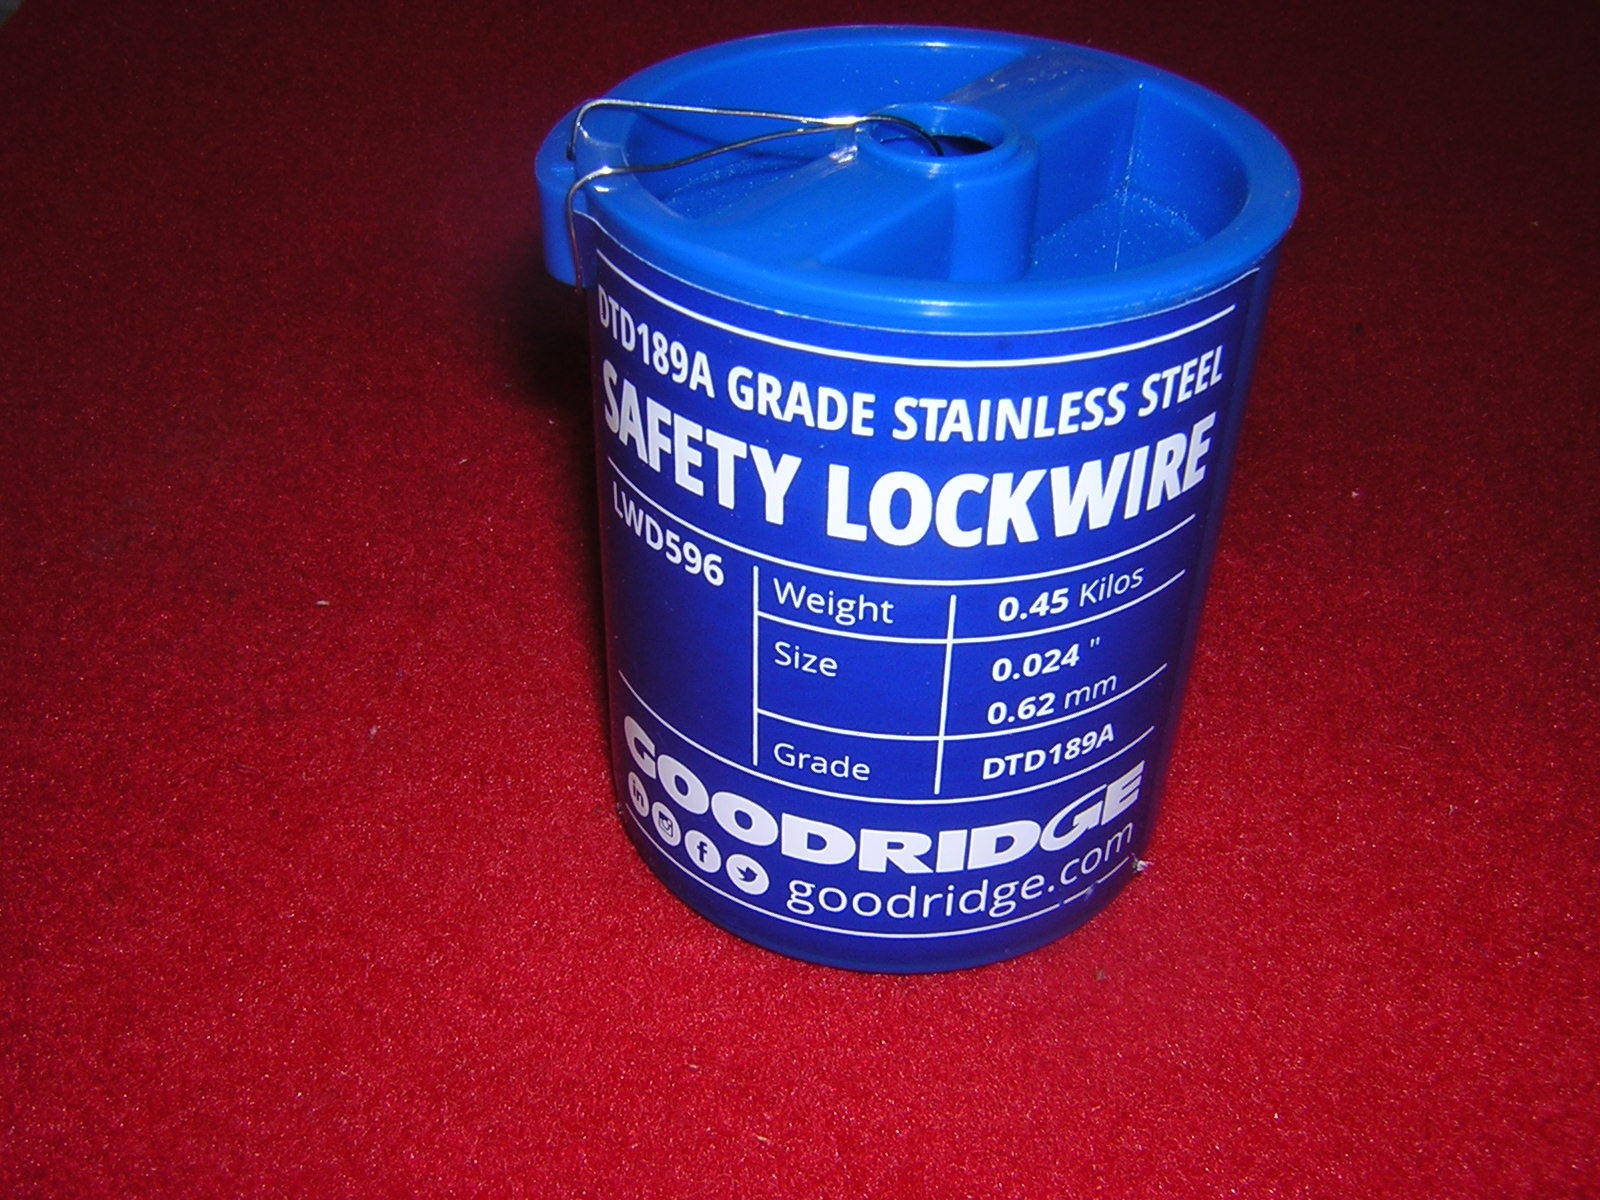 DTD189A GRADE STAINLESS STEEL
SAFETY LOCKWIRE
LWD596
Weight 0.45 Kilos
Size 0.024 "
0.62 mm
Grade DTD189A
GOODRIDGE
in f goodridge.com